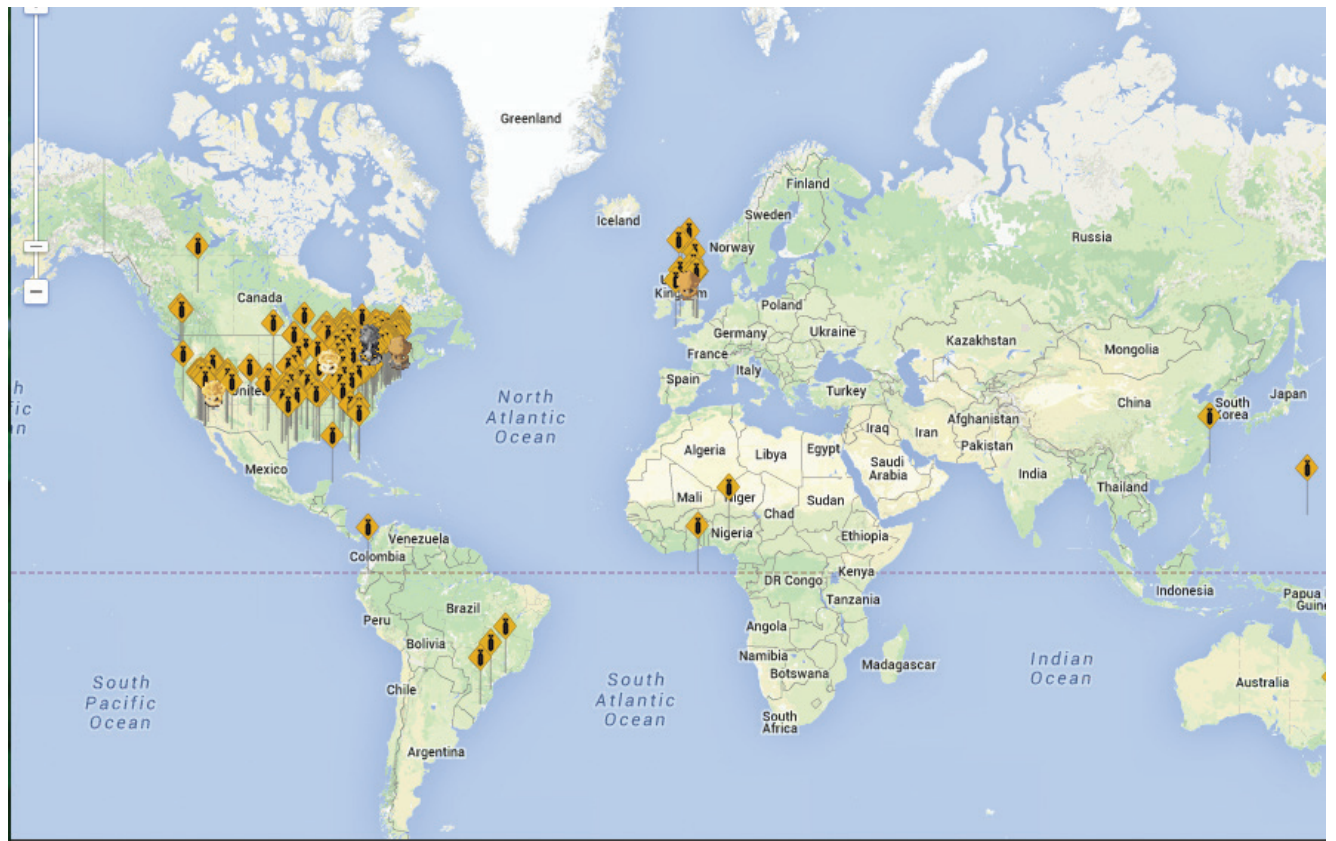 Greenland
Finland
Iceland
Sweden
Norway
Russia
Canada
Kingdom
Poland
Germany
Ukraine
Kazakhstan
Mongolia
France
Italy
Spain
Turkey
North
Atlantic
Ocean
China
South
Korea
Japan
Afghanistan
Iraq
Iran
Pakistan
Algeria
Libya
Egypt
Saudi
Arabia
India
Mexico
Mali
Niger
Sudan
Thailand
Chad
Nigeria
Ethiopia
Venezuela
Colombia
DR Congo
Kenya
Tanzania
Indonesia
Papua
Brazil
Peru
Angola
Bolivia
Namibia
Botswana
Madagascar
Indian
Ocean
Australia
South
Pacific
Ocean
Chile
South
Atlantic
Ocean
South
Africa
Argentina